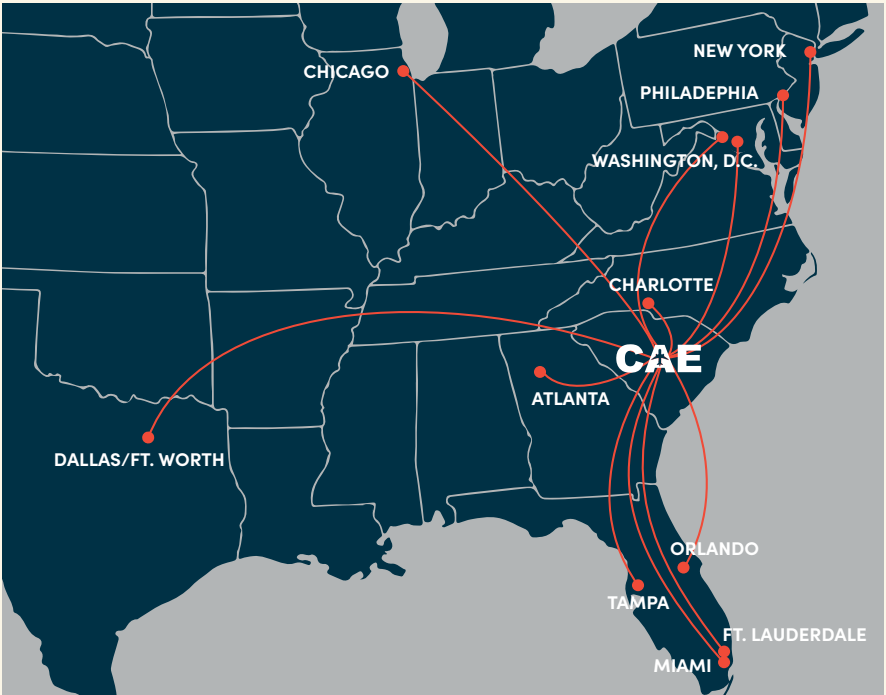 NEW YORK
CHICAGO
PHILADEPHIA
WASHINGTON, D.C.
CHARLOTTE
CAE
ATLANTA
DALLAS/FT. WORTH
ORLANDO
TAMPA
FT. LAUDERDALE
MIAMI